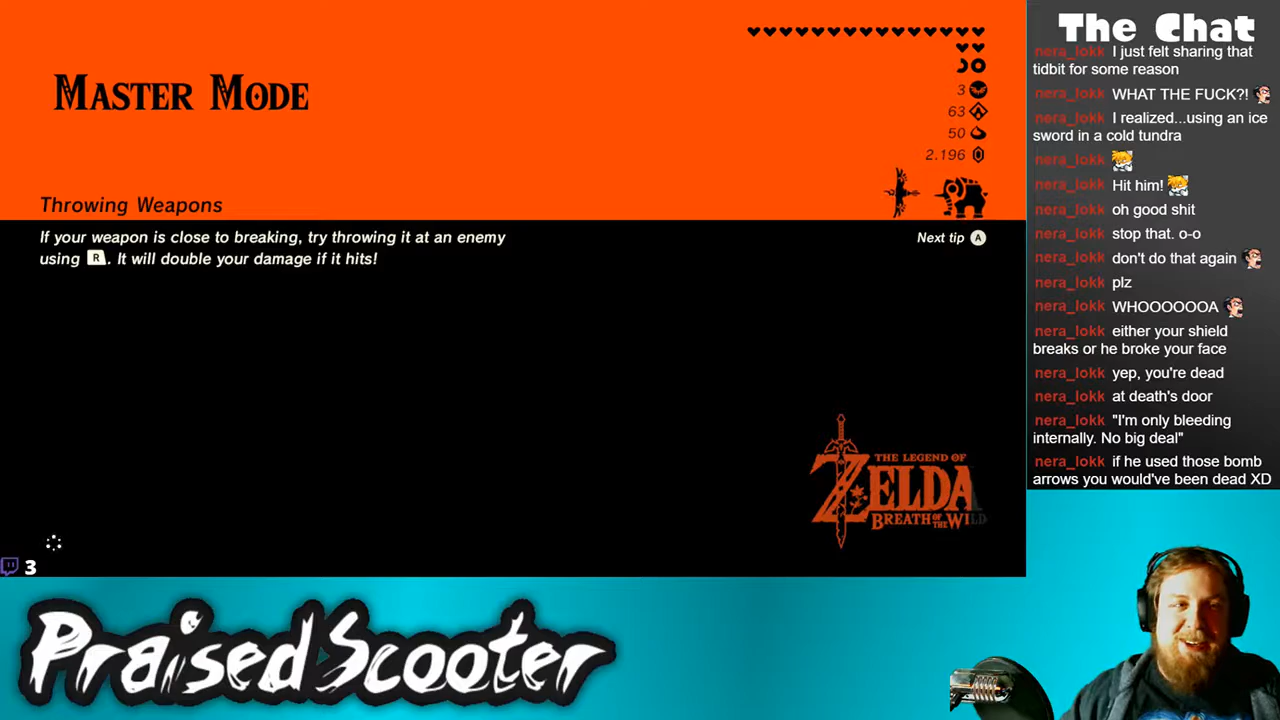 Master Mode
3
63
50
2.196
Throwing Weapons
If your weapon is close to breaking, try throwing it at an enemy
using R. It will double your damage if it hits!
Next tip A
THE LEGEND OF
ZELDA
BREATH OF THE WILD
3
PraisedScooter
The Chat
nera_lokk I just felt sharing that
tidbit for some reason
nera_lokk WHAT THE FUCK?!
nera_lokk I realized...using an ice
sword in a cold tundra
nera_lokk
nera_lokk Hit him!
nera_lokk oh good shit
nera_lokk stop that. o-o
nera_lokk don't do that again
nera_lokk plz
nera_lokk WHOOOOOOA
nera_lokk either your shield
breaks or he broke your face
nera_lokk yep, you're dead
nera_lokk at death's door
nera_lokk "I'm only bleeding
internally. No big deal"
nera_lokk if he used those bomb
arrows you would've been dead XD